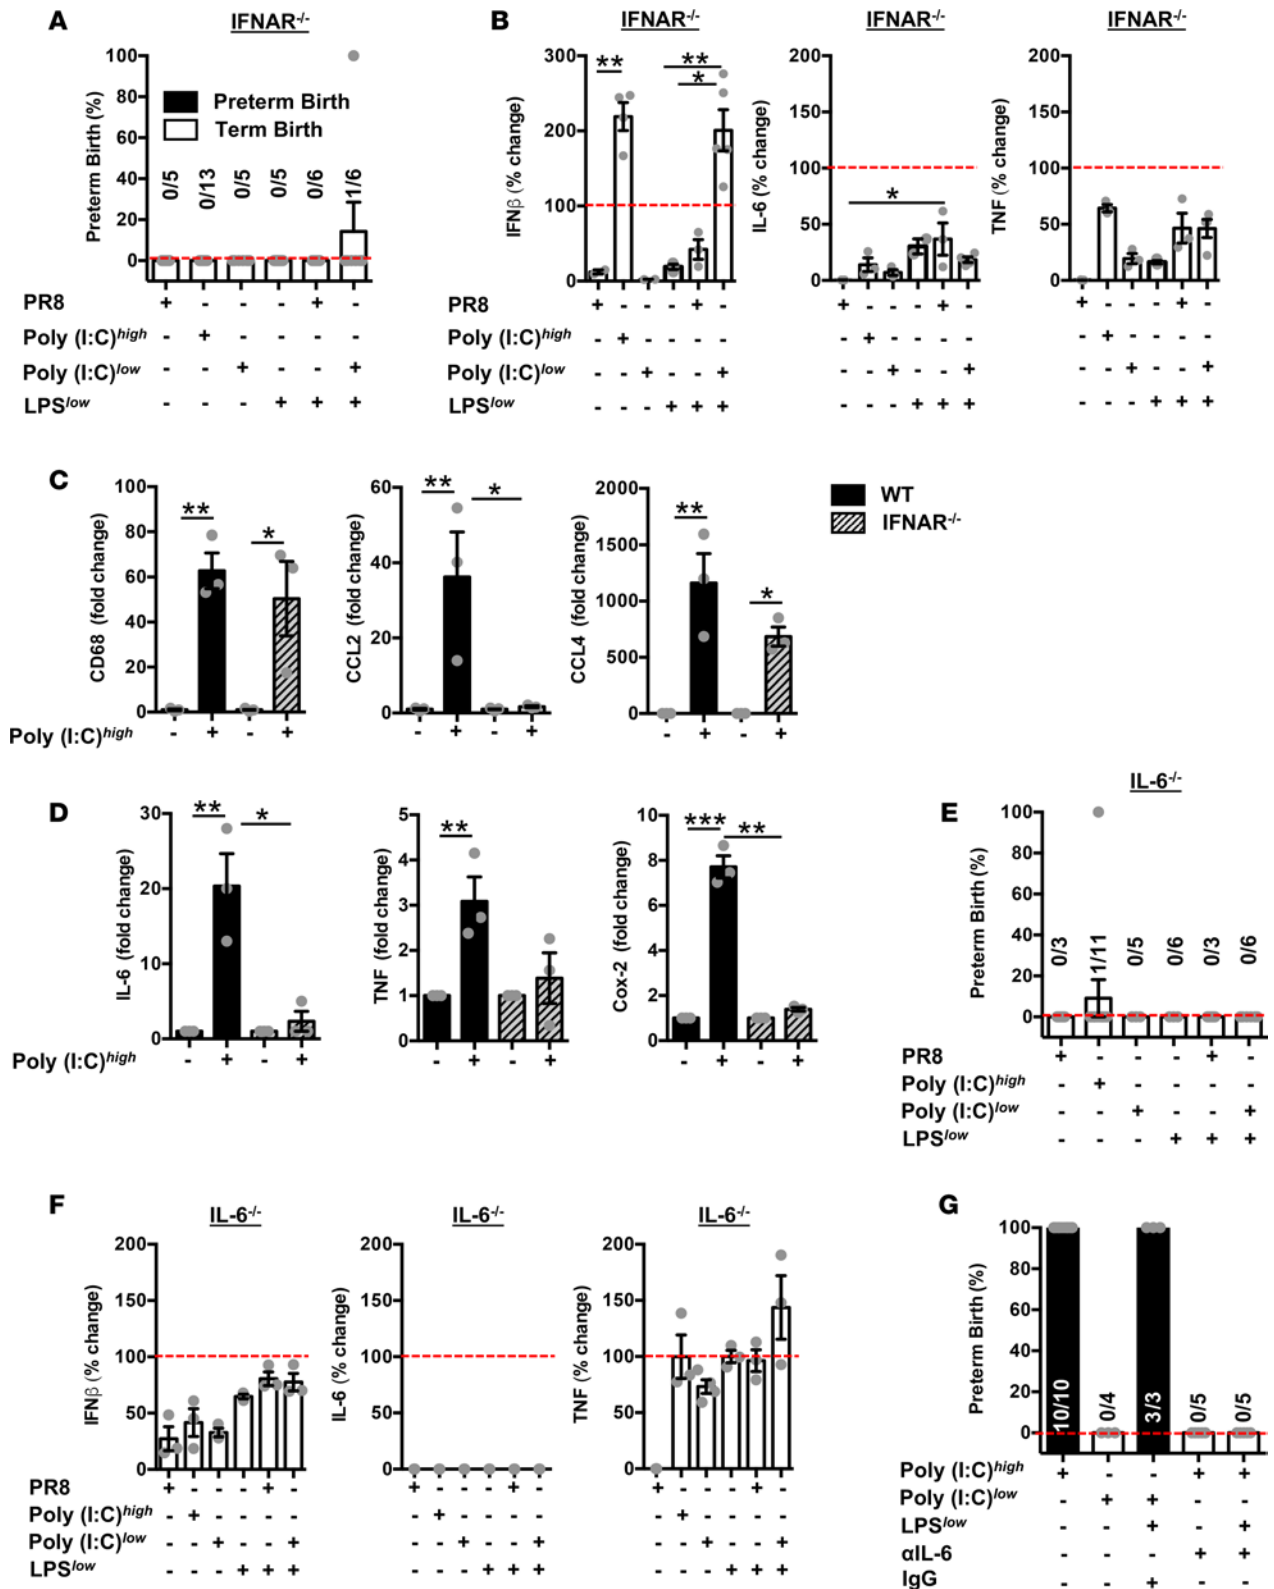 A
IFNAR-/-
Preterm Birth (%)
100
80
60
40
20
0
Preterm Birth
Term Birth
0/5
0/13
0/5
0/5
0/6
1/6
PR8 + - - - + -
Poly (I:C)high - + - - - -
Poly (I:C)low - - + - - +
LPSlow - - - + + +
B
IFNAR-/-
IFNAR-/-
IFNAR-/-
IFNβ (% change)
300
200
100
0
**
**
*
IL-6 (% change)
200
150
100
50
0
*
TNF (% change)
200
150
100
50
0
PR8 + - - - + - + - - - + - + - - - + -
Poly (I:C)high - + - - - - - + - - - - - + - - - -
Poly (I:C)low - - + - - + - - + - - + - - + - - +
LPSlow - - - + + + - - - + + + - - - + + +
C
CD68 (fold change)
100
80
60
40
20
0
**
*
CCL2 (fold change)
60
40
20
0
**
*
CCL4 (fold change)
2000
1500
1000
500
0
**
*
WT
IFNAR-/-
Poly (I:C)high - + - + - + - + - + - +
D
IL-6 (fold change)
30
20
10
0
**
*
TNF (fold change)
5
4
3
2
1
0
**
Cox-2 (fold change)
10
8
6
4
2
0
***
**
Poly (I:C)high - + - + - + - + - + - +
E
IL-6-/-
Preterm Birth (%)
100
80
60
40
20
0
0/3
1/11
0/5
0/6
0/3
0/6
PR8 + - - - + -
Poly (I:C)high - + - - - -
Poly (I:C)low - - + - - +
LPSlow - - - + + +
F
IL-6-/-
IL-6-/-
IL-6-/-
IFNβ (% change)
200
150
100
50
0
IL-6 (% change)
200
150
100
50
0
TNF (% change)
200
150
100
50
0
PR8 + - - - + - + - - - + - + - - - + -
Poly (I:C)high - + - - - - - + - - - - - + - - - -
Poly (I:C)low - - + - - + - - + - - + - - + - - +
LPSlow - - - + + + - - - + + + - - - + + +
G
Preterm Birth (%)
100
80
60
40
20
0
10/10
0/4
3/3
0/5
0/5
Poly (I:C)high + - - + +
Poly (I:C)low - + + - -
LPSlow - - + - +
αIL-6 - - - + +
IgG - - + - -